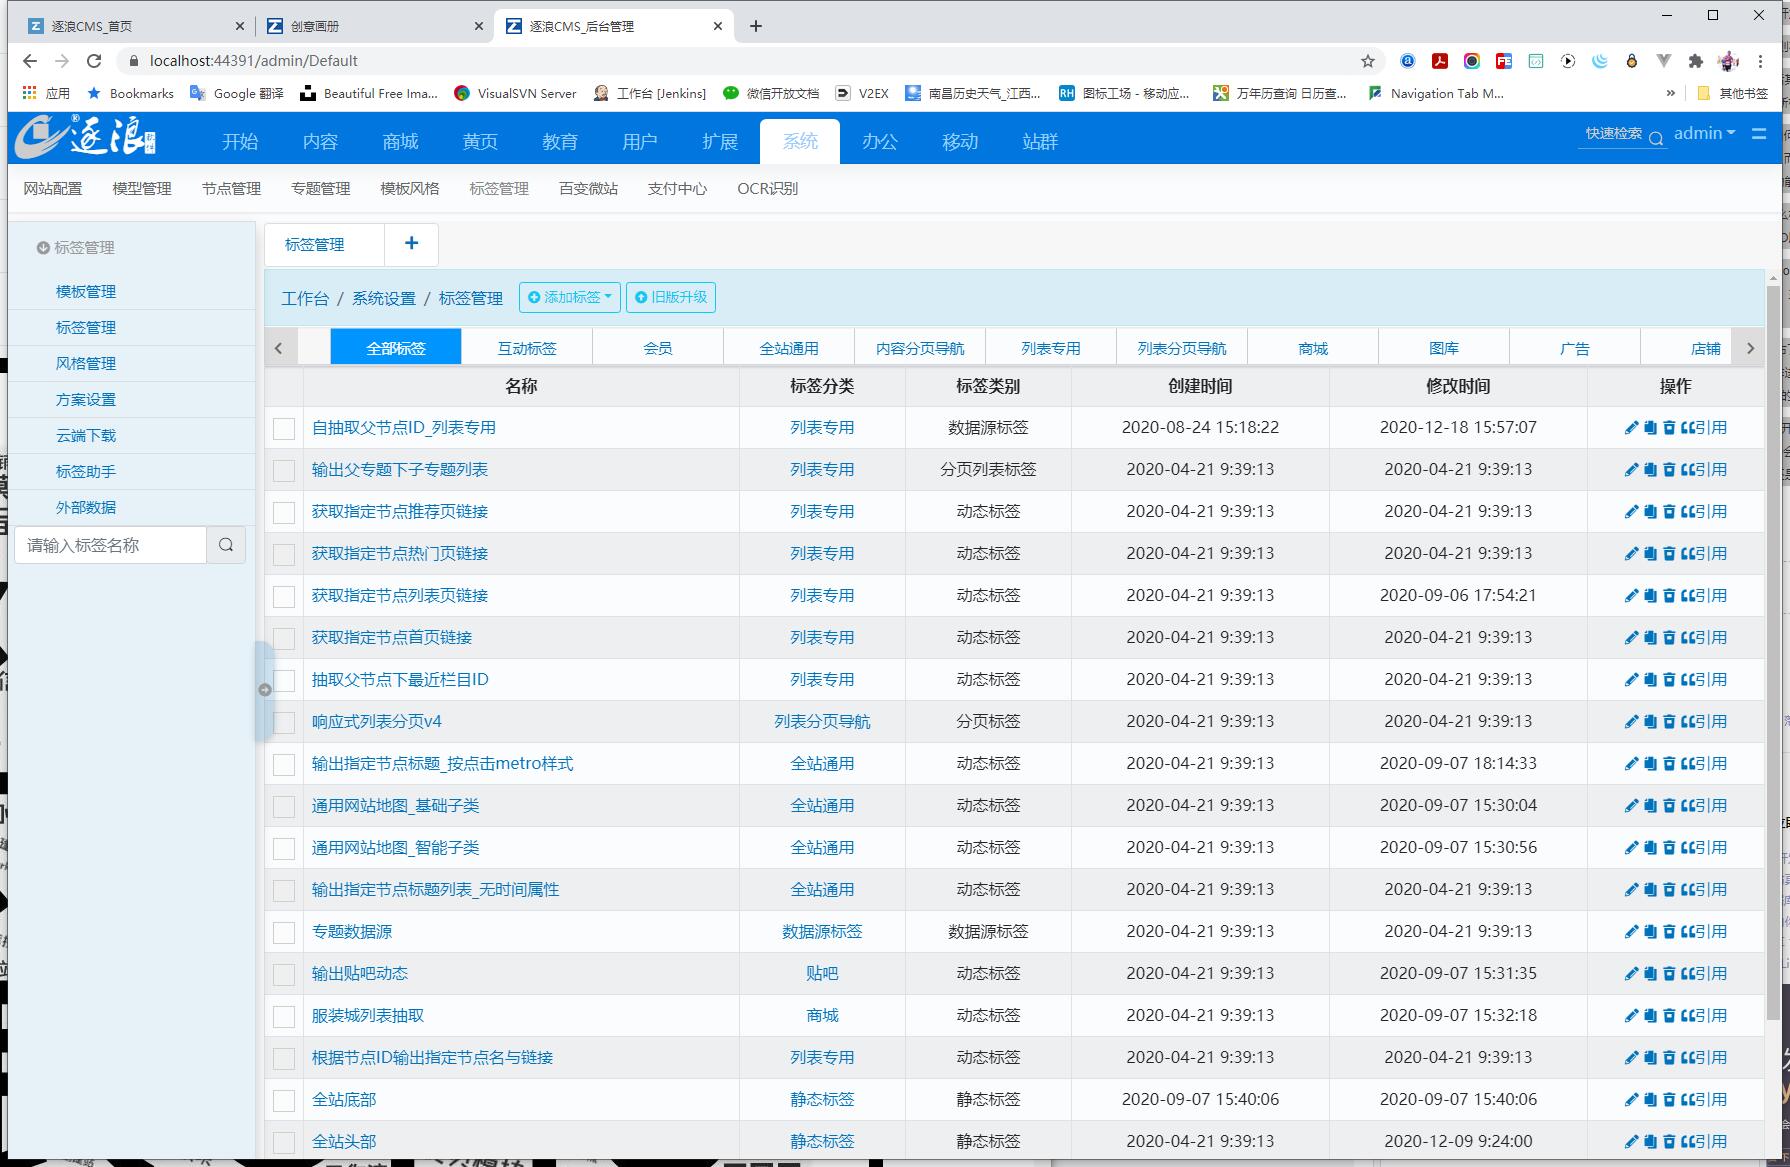 逐浪CMS_首页
创意画册
逐浪CMS_后台管理
localhost:44391/admin/Default
应用
Bookmarks
Google 翻译
Beautiful Free Ima...
VisualSVN Server
工作台 [Jenkins]
微信开放文档
V2EX
南昌历史天气_江西...
图标工场 - 移动应...
万年历查询 日历查...
Navigation Tab M...
»
其他书签
逐浪
开始 内容 商城 黄页 教育 用户 扩展 系统 办公 移动 站群
快速检索
admin
网站配置 模型管理 节点管理 专题管理 模板风格 标签管理 百变微站 支付中心 OCR识别
标签管理
模板管理
标签管理
风格管理
方案设置
云端下载
标签助手
外部数据
请输入标签名称
标签管理 +
工作台 / 系统设置 / 标签管理 添加标签 旧版升级
全部标签 互动标签 会员 全站通用 内容分页导航 列表专用 列表分页导航 商城 图库 广告 店铺
名称 标签分类 标签类别 创建时间 修改时间 操作
自抽取父节点ID_列表专用 列表专用 数据源标签 2020-08-24 15:18:22 2020-12-18 15:57:07 引用
输出父专题下子专题列表 列表专用 分页列表标签 2020-04-21 9:39:13 2020-04-21 9:39:13 引用
获取指定节点推荐页链接 列表专用 动态标签 2020-04-21 9:39:13 2020-04-21 9:39:13 引用
获取指定节点热门页链接 列表专用 动态标签 2020-04-21 9:39:13 2020-04-21 9:39:13 引用
获取指定节点列表页链接 列表专用 动态标签 2020-04-21 9:39:13 2020-09-06 17:54:21 引用
获取指定节点首页链接 列表专用 动态标签 2020-04-21 9:39:13 2020-04-21 9:39:13 引用
抽取父节点下最近栏目ID 列表专用 动态标签 2020-04-21 9:39:13 2020-04-21 9:39:13 引用
响应式列表分页v4 列表分页导航 分页标签 2020-04-21 9:39:13 2020-04-21 9:39:13 引用
输出指定节点标题_按点击metro样式 全站通用 动态标签 2020-04-21 9:39:13 2020-09-07 18:14:33 引用
通用网站地图_基础子类 全站通用 动态标签 2020-04-21 9:39:13 2020-09-07 15:30:04 引用
通用网站地图_智能子类 全站通用 动态标签 2020-04-21 9:39:13 2020-09-07 15:30:56 引用
输出指定节点标题列表_无时间属性 全站通用 动态标签 2020-04-21 9:39:13 2020-04-21 9:39:13 引用
专题数据源 数据源标签 数据源标签 2020-04-21 9:39:13 2020-04-21 9:39:13 引用
输出贴吧动态 贴吧 动态标签 2020-04-21 9:39:13 2020-09-07 15:31:35 引用
服装城列表抽取 商城 动态标签 2020-04-21 9:39:13 2020-09-07 15:32:18 引用
根据节点ID输出指定节点名与链接 列表专用 动态标签 2020-04-21 9:39:13 2020-04-21 9:39:13 引用
全站底部 静态标签 静态标签 2020-09-07 15:40:06 2020-09-07 15:40:06 引用
全站头部 静态标签 静态标签 2020-04-21 9:39:13 2020-12-09 9:24:00 引用